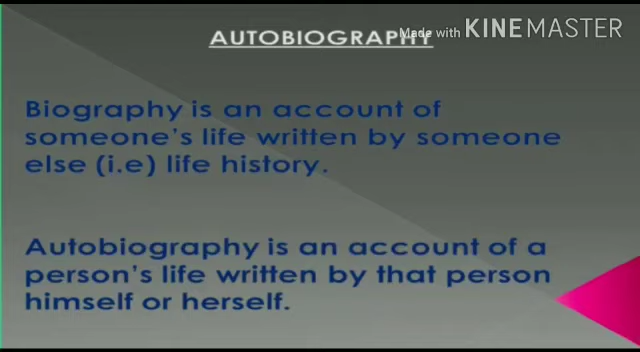 AUTOBIOGRAPHY
Made with KINEMASTER
Biography is an account of
someone's life written by someone
else (i.e) life history.
Autobiography is an account of a
person's life written by that person
himself or herself.